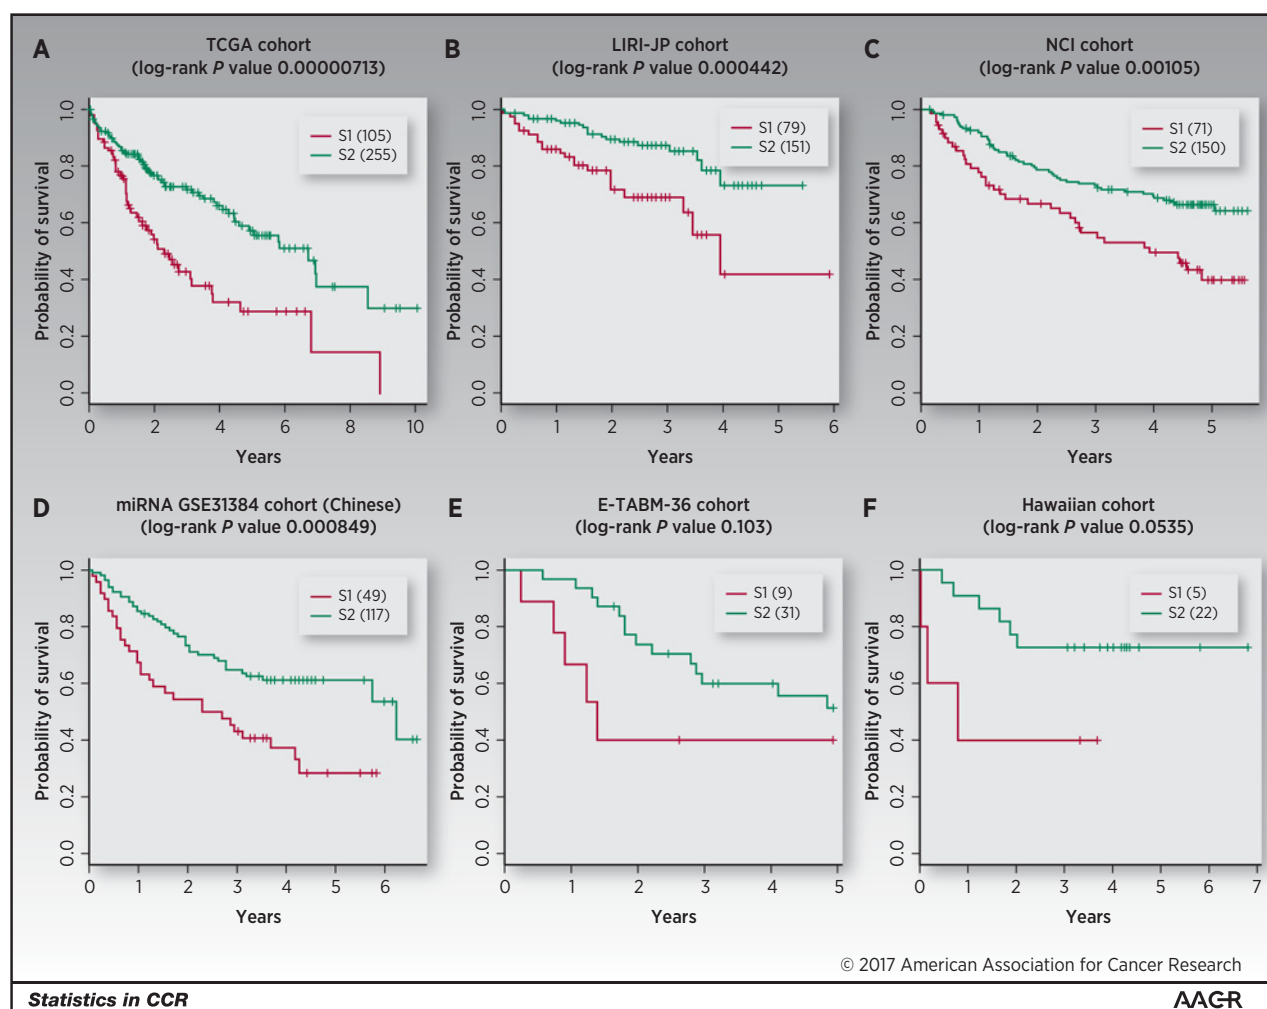 A
TCGA cohort
(log-rank P value 0.00000713)
Probability of survival
1.0
0.8
0.6
0.4
0.2
0.0
S1 (105)
S2 (255)
0 2 4 6 8 10
Years
B
LIRI-JP cohort
(log-rank P value 0.000442)
Probability of survival
1.0
0.8
0.6
0.4
0.2
0.0
S1 (79)
S2 (151)
0 1 2 3 4 5 6
Years
C
NCI cohort
(log-rank P value 0.00105)
Probability of survival
1.0
0.8
0.6
0.4
0.2
0.0
S1 (71)
S2 (150)
0 1 2 3 4 5
Years
D
miRNA GSE31384 cohort (Chinese)
(log-rank P value 0.000849)
Probability of survival
1.0
0.8
0.6
0.4
0.2
0.0
S1 (49)
S2 (117)
0 1 2 3 4 5 6
Years
E
E-TABM-36 cohort
(log-rank P value 0.103)
Probability of survival
1.0
0.8
0.6
0.4
0.2
0.0
S1 (9)
S2 (31)
0 1 2 3 4 5
Years
F
Hawaiian cohort
(log-rank P value 0.0535)
Probability of survival
1.0
0.8
0.6
0.4
0.2
0.0
S1 (5)
S2 (22)
0 1 2 3 4 5 6 7
Years
© 2017 American Association for Cancer Research
Statistics in CCR
AACR